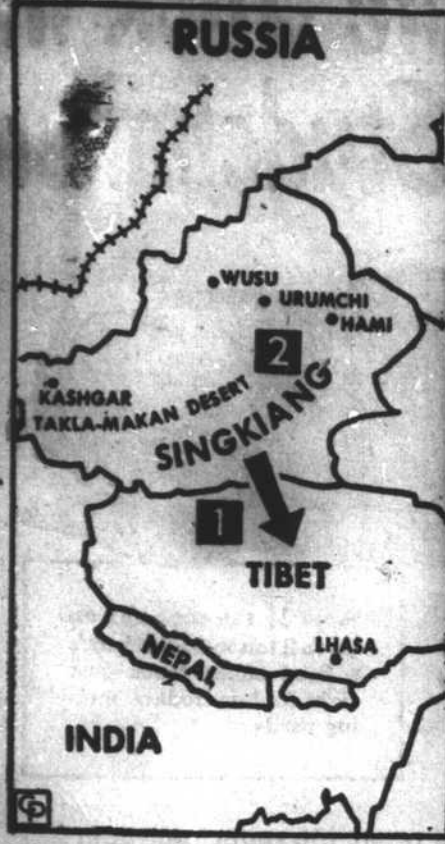 RUSSIA
WUSU
URUMCHI
HAMI
2
KASHGAR
TAKLA-MAKAN DESERT
SINGKIANG
1
TIBET
LHASA
NEPAL
INDIA